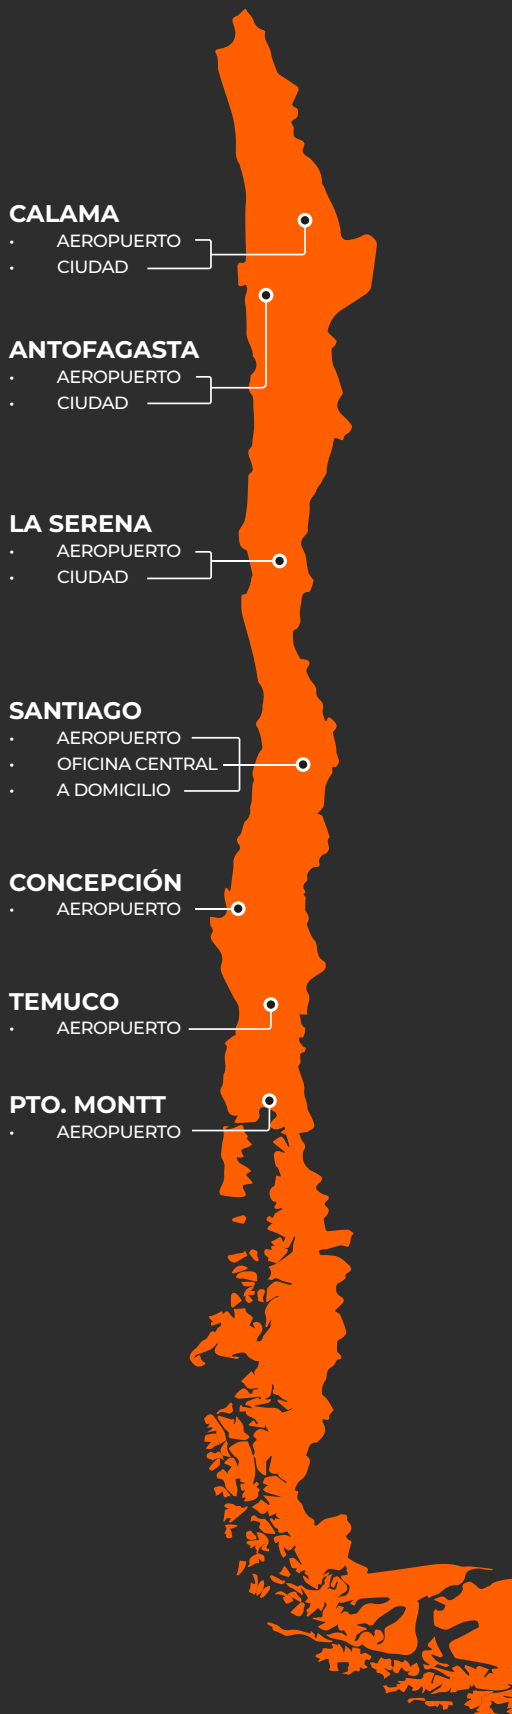 CALAMA
· AEROPUERTO
· CIUDAD
ANTOFAGASTA
· AEROPUERTO
· CIUDAD
LA SERENA
· AEROPUERTO
· CIUDAD
SANTIAGO
· AEROPUERTO
· OFICINA CENTRAL
· A DOMICILIO
CONCEPCIÓN
· AEROPUERTO
TEMUCO
· AEROPUERTO
PTO. MONTT
· AEROPUERTO